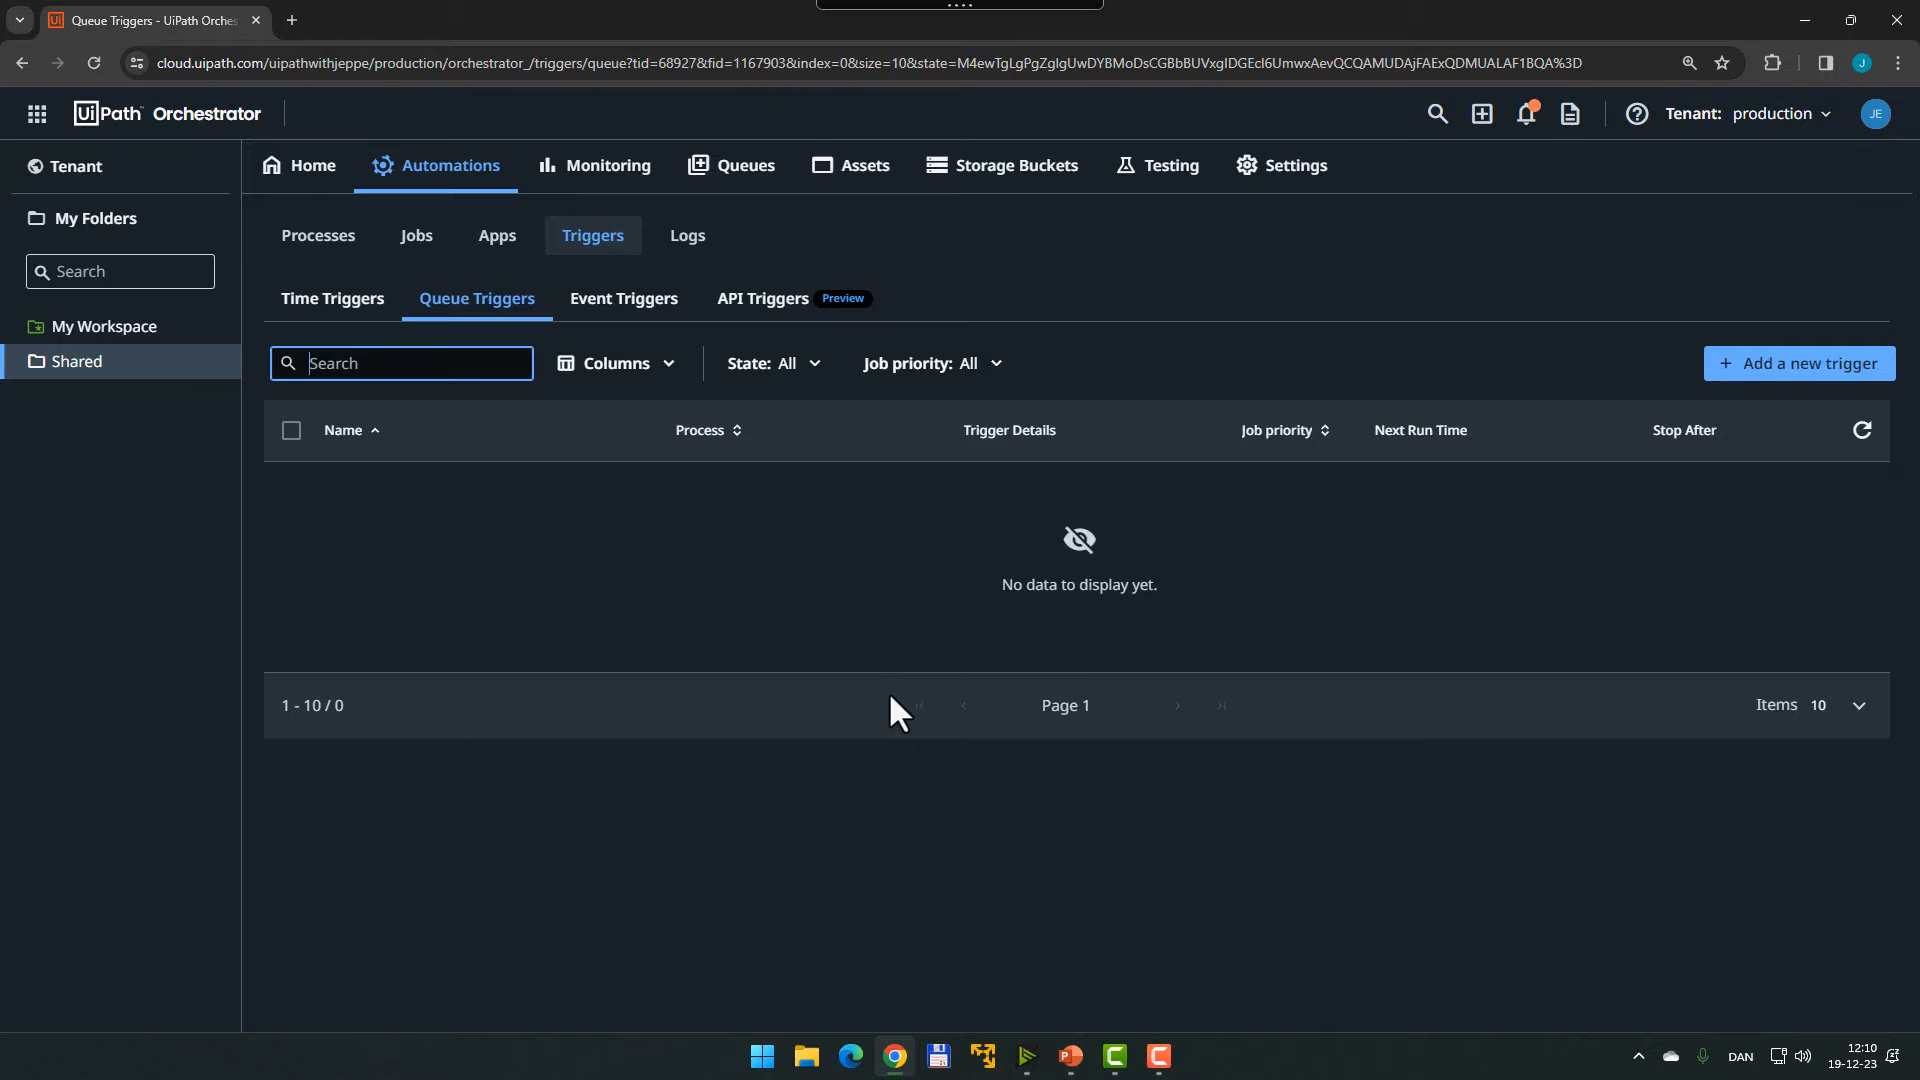 Queue Triggers - UiPath Orches
cloud.uipath.com/uipathwithjeppe/production/orchestrator_/triggers/queue?tid=68927&fid=1167903&index=0&size=10&state=
UiPath Orchestrator
Tenant: production
JE
Tenant
Home
Automations
Monitoring
Queues
Assets
Storage Buckets
Testing
Settings
My Folders
Search
My Workspace
Shared
Processes
Jobs
Apps
Triggers
Logs
Time Triggers
Queue Triggers
Event Triggers
API Triggers Preview
Search
Columns
State: All
Job priority: All
+ Add a new trigger
Name
Process
Trigger Details
Job priority
Next Run Time
Stop After
No data to display yet.
1 - 10 / 0
Page 1
Items 10
DAN
12:10
19-12-23